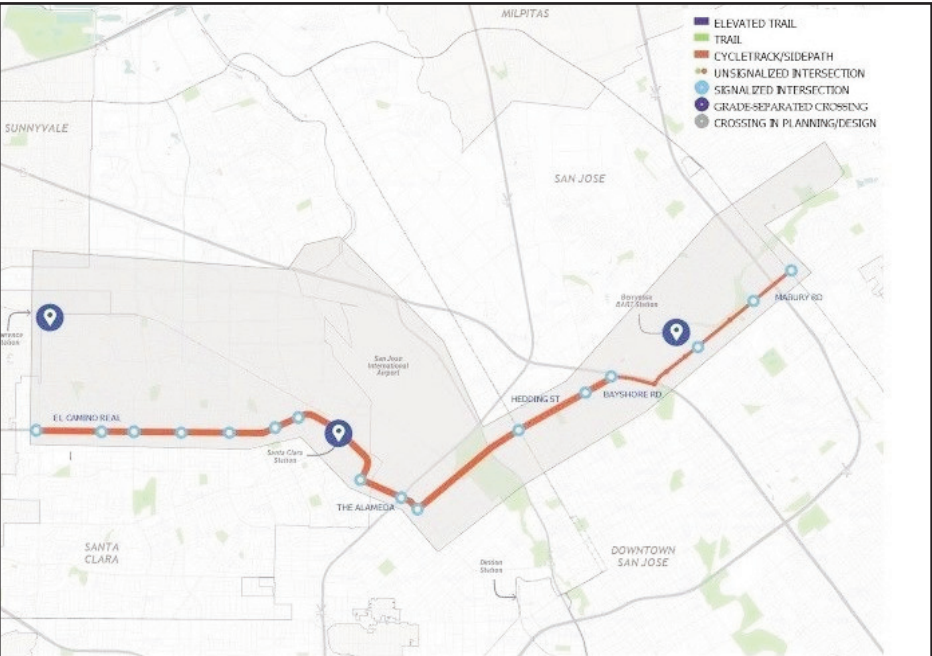 MILPITAS
ELEVATED TRAIL
TRAIL
CYCLETRACK/SIDEPATH
UNSIGNALIZED INTERSECTION
SIGNALIZED INTERSECTION
GRADE-SEPARATED CROSSING
CROSSING IN PLANNING/DESIGN
SUNNYVALE
SAN JOSE
Berryessa
BART Station
MABURY RD
San Jose
International
Airport
HEDDING ST
BAYSHORE RD
EL CAMINO REAL
Santa Clara
Station
THE ALAMEDA
SANTA
CLARA
DOWNTOWN
SAN JOSE
Diridon
Station